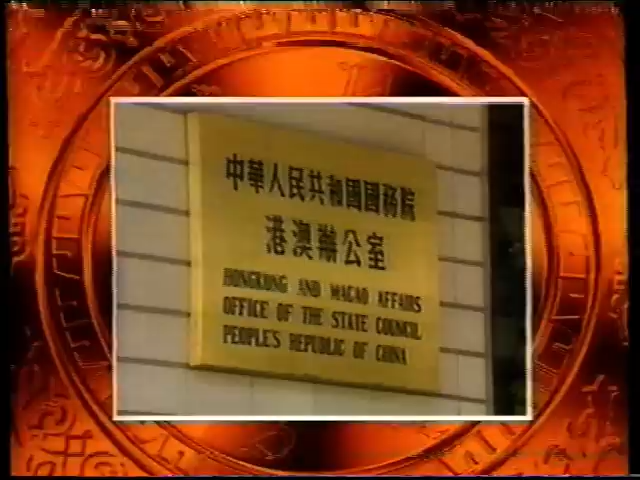 中華人民共和國國務院
港澳辦公室
HONGKONG AND MACAO AFFAIRS
OFFICE OF THE STATE COUNCIL
PEOPLE'S REPUBLIC OF CHINA